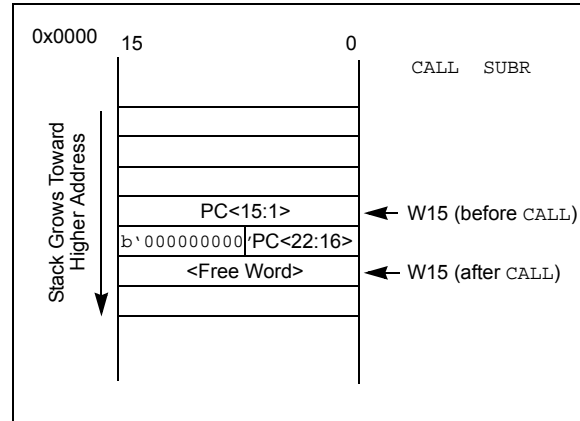 0x0000 15 0
CALL SUBR
Stack Grows Toward
Higher Address
PC<15:1>
W15 (before CALL)
b‘000000000’ PC<22:16>
<Free Word>
W15 (after CALL)